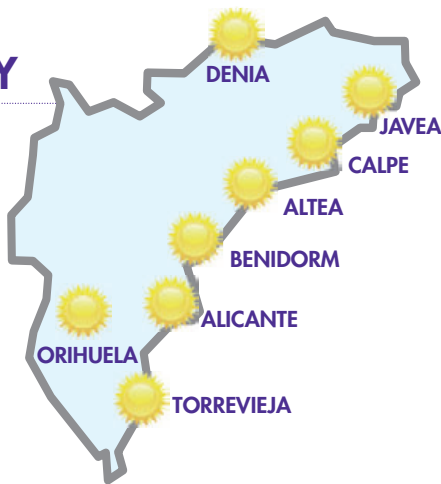 Y
DENIA
JAVEA
CALPE
ALTEA
BENIDORM
ALICANTE
ORIHUELA
TORREVIEJA